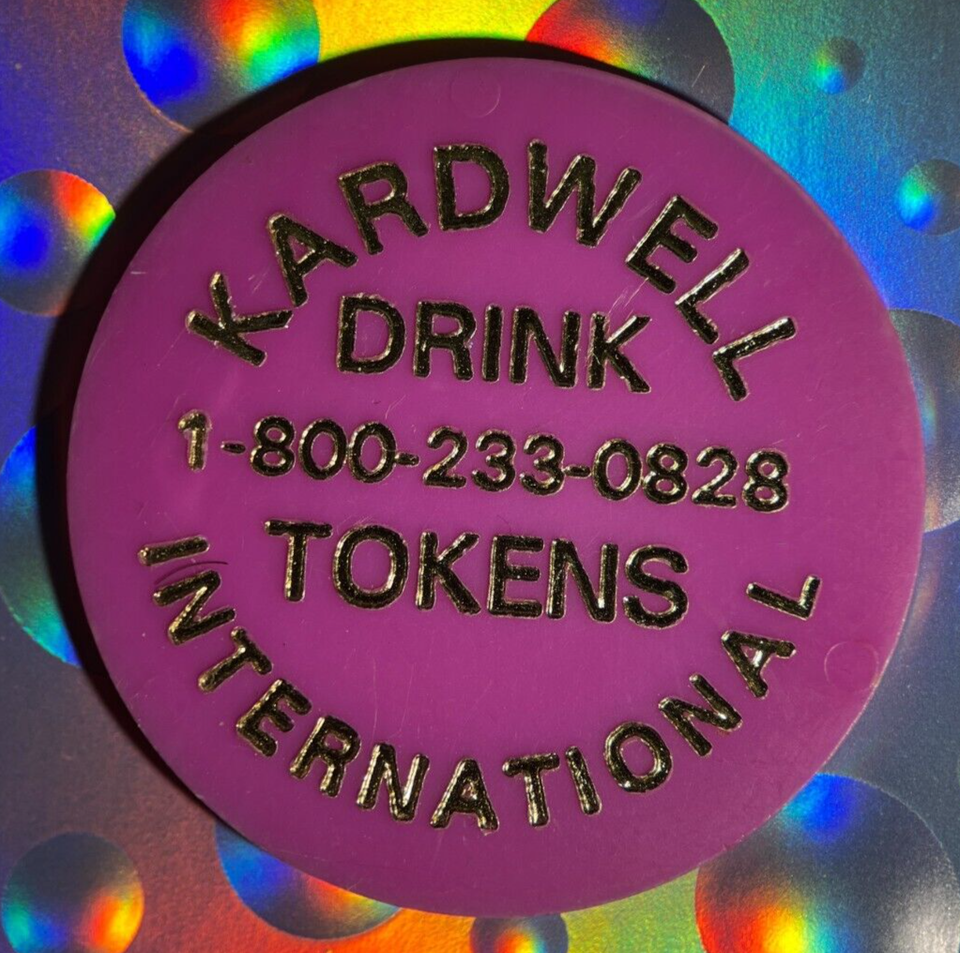 KARDWELL
DRINK
1-800-233-0828
TOKENS
INTERNATIONAL